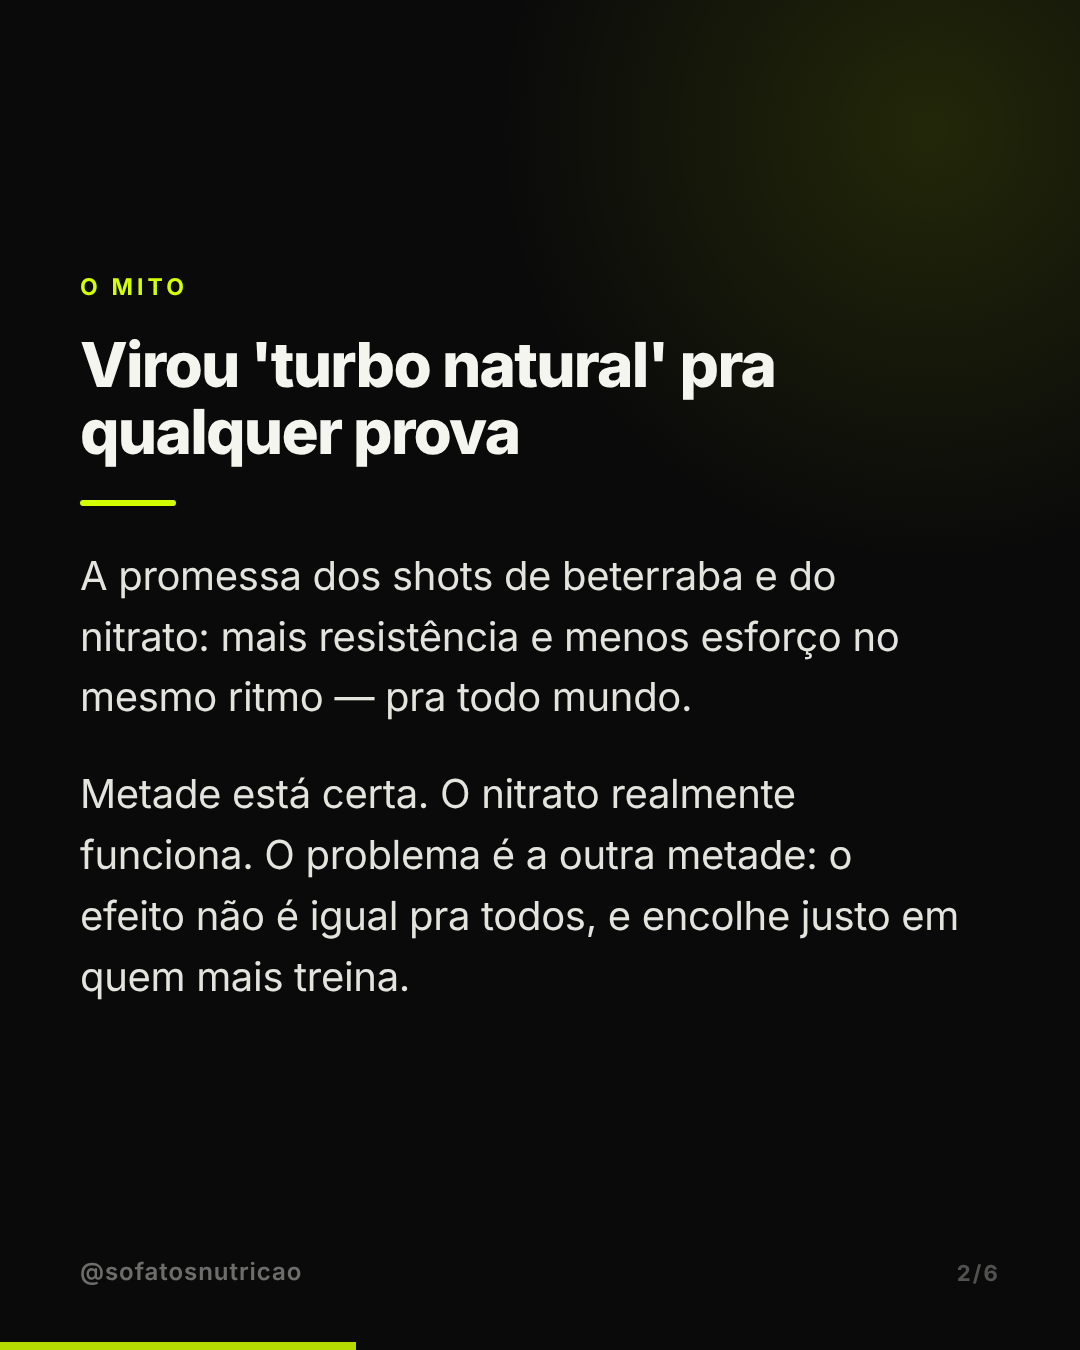 O MITO
Virou 'turbo natural' pra
qualquer prova
A promessa dos shots de beterraba e do
nitrato: mais resistência e menos esforço no
mesmo ritmo — pra todo mundo.
Metade está certa. O nitrato realmente
funciona. O problema é a outra metade: o
efeito não é igual pra todos, e encolhe justo em
quem mais treina.
@sofatosnutricao
2/6